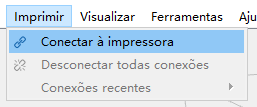 Imprimir Visualizar Ferramentas
Conectar à impressora
Desconectar todas conexões
Conexões recentes